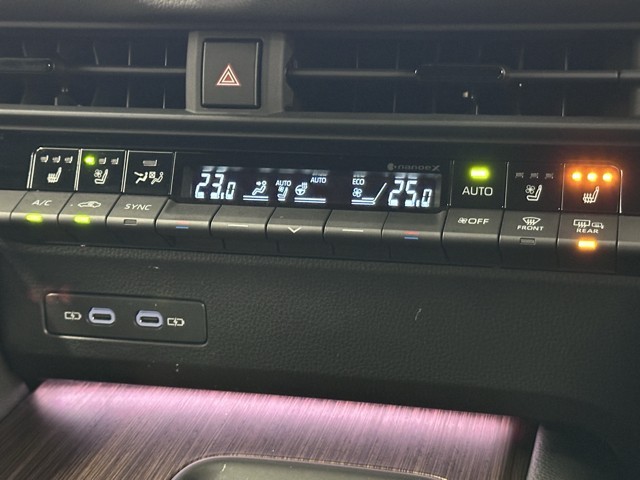 nanoe X
23.0 AUTO AUTO ECO 25.0
AUTO
A/C SYNC OFF FRONT REAR